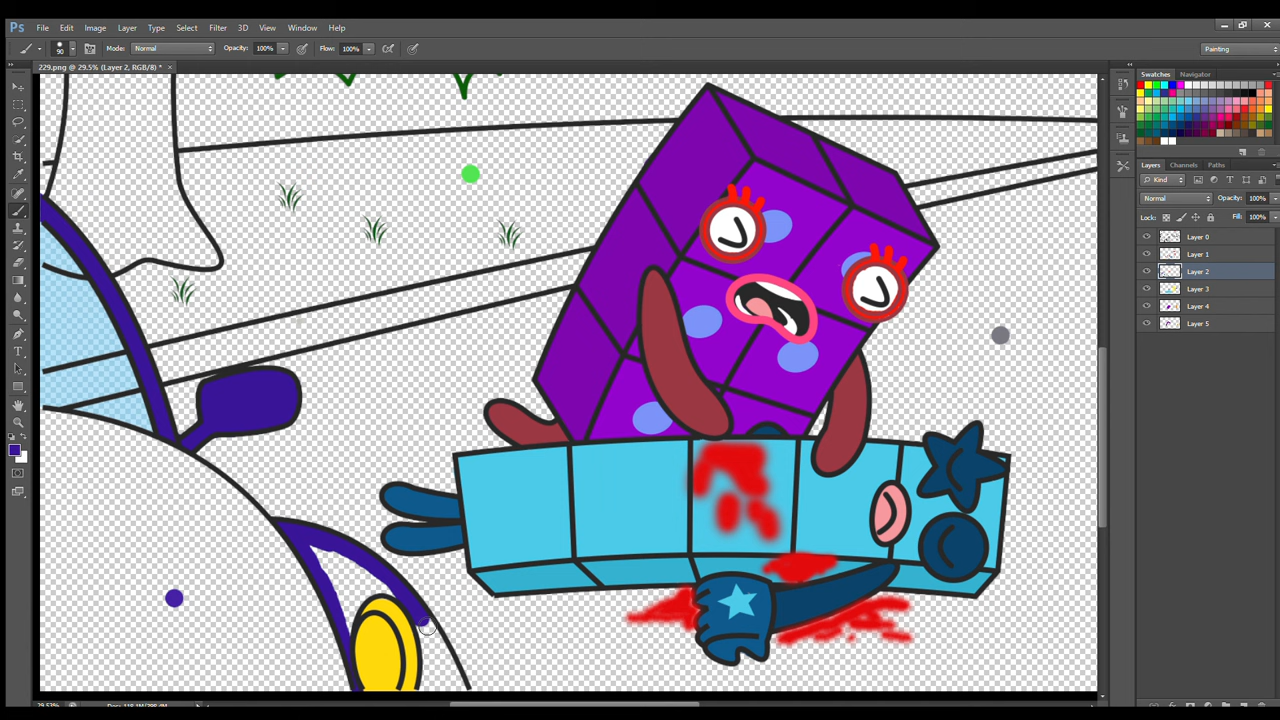 Ps File Edit Image Layer Type Select Filter 3D View Window Help
90 Mode: Normal Opacity: 100% Flow: 100% Painting
229.png @ 29.5% (Layer 2, RGB/8) * ×
Swatches Navigator
Layers Channels Paths
Kind
Normal Opacity: 100%
Lock: Fill: 100%
Layer 0
Layer 1
Layer 2
Layer 3
Layer 4
Layer 5